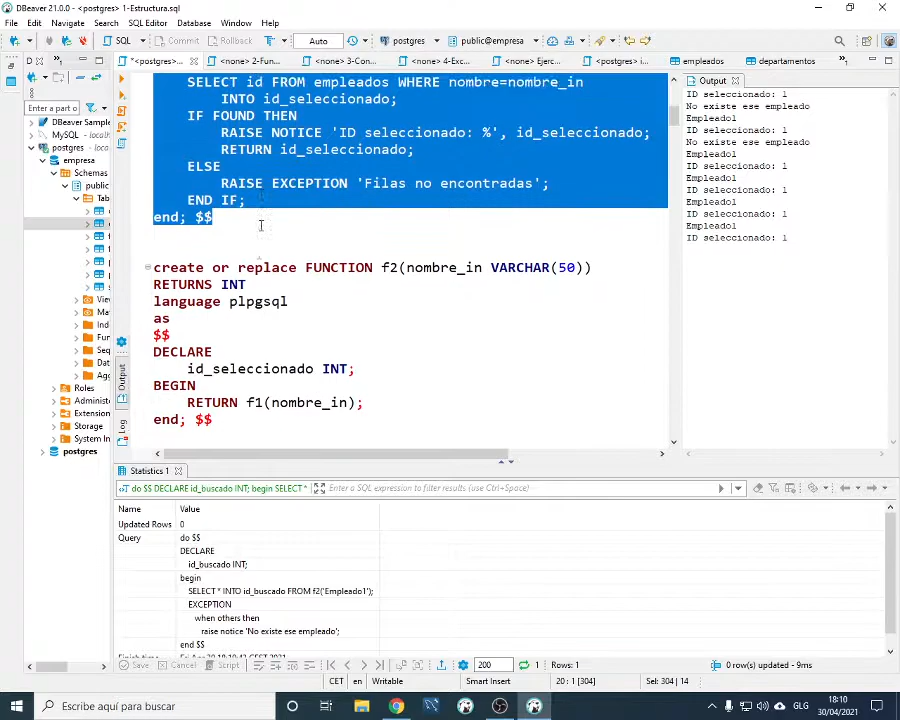 DBeaver 21.0.0 - <postgres> 1-Estructura.sql
File Edit Navigate Search SQL Editor Database Window Help
SQL Commit Rollback Auto postgres public@empresa
D *<postgres>... <none> 2-Fun... <none> 3-Con... <none> 4-Exc... <none> Ejerc... <postgres> i... empleados departamentos
Enter a part o
DBeaver Sampl
MySQL - localh
postgres - loca
empresa
Schemas
public
Tab
Viev
Mat
Ind
Fun
Seq
Dat
Agg
Roles
Administe
Extension
Storage
System In
postgres
SELECT id FROM empleados WHERE nombre=nombre_in
INTO id_seleccionado;
IF FOUND THEN
RAISE NOTICE 'ID seleccionado: %', id_seleccionado;
RETURN id_seleccionado;
ELSE
RAISE EXCEPTION 'Filas no encontradas';
END IF;
end; $$
create or replace FUNCTION f2(nombre_in VARCHAR(50))
RETURNS INT
language plpgsql
as
$$
DECLARE
id_seleccionado INT;
BEGIN
RETURN f1(nombre_in);
end; $$
Output
Log
Output
ID seleccionado: 1
No existe ese empleado
Empleado1
ID seleccionado: 1
No existe ese empleado
Empleado1
ID seleccionado: 1
Empleado1
ID seleccionado: 1
Empleado1
ID seleccionado: 1
Empleado1
ID seleccionado: 1
Statistics 1
do $$ DECLARE id_buscado INT; begin SELECT * Enter a SQL expression to filter results (use Ctrl+Space)
Name Value
Updated Rows 0
Query do $$
DECLARE
id_buscado INT;
begin
SELECT * INTO id_buscado FROM f2('Empleado1');
EXCEPTION
when others then
raise notice 'No existe ese empleado';
end $$
Save Cancel Script 200 1 Rows: 1 0 row(s) updated - 9ms
CET en Writable Smart Insert 20 : 1 [304] Sel: 304 | 14
Escribe aquí para buscar
GLG
18:10
30/04/2021